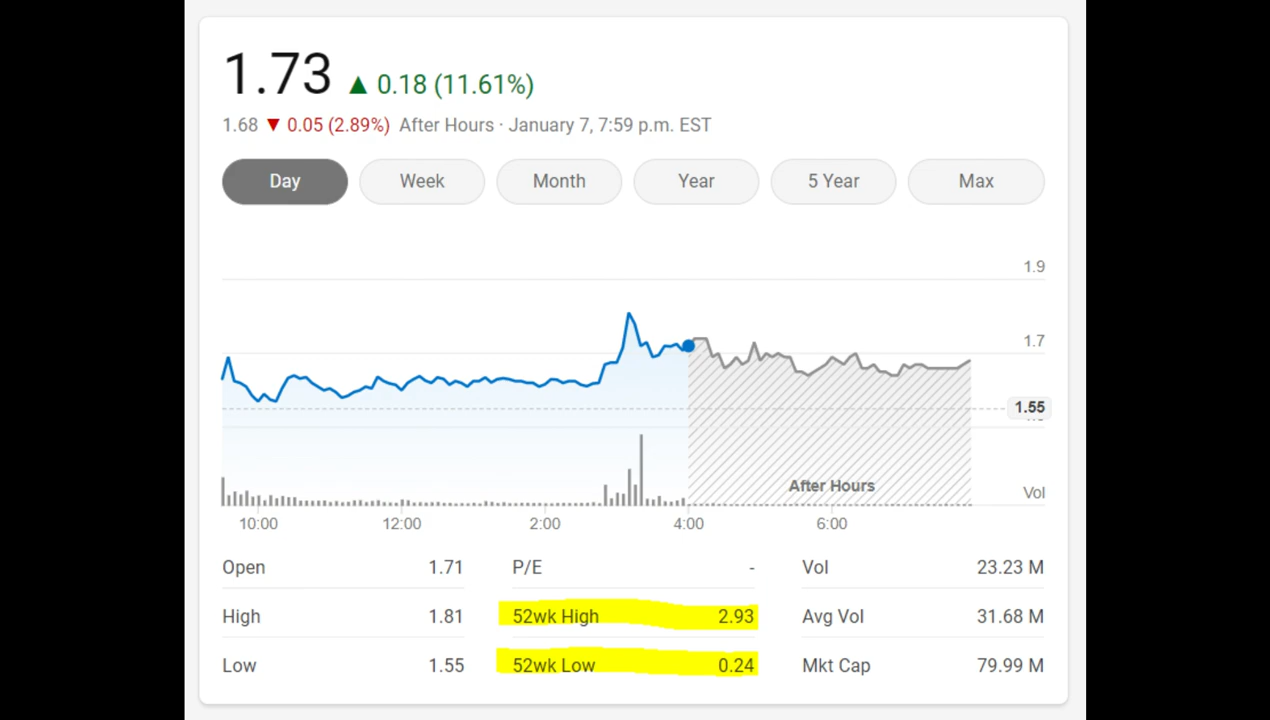 1.73 ▲ 0.18 (11.61%)
1.68 ▼ 0.05 (2.89%) After Hours · January 7, 7:59 p.m. EST
Day Week Month Year 5 Year Max
1.9
1.7
1.55
After Hours
Vol
10:00 12:00 2:00 4:00 6:00
Open 1.71 P/E - Vol 23.23 M
High 1.81 52wk High 2.93 Avg Vol 31.68 M
Low 1.55 52wk Low 0.24 Mkt Cap 79.99 M